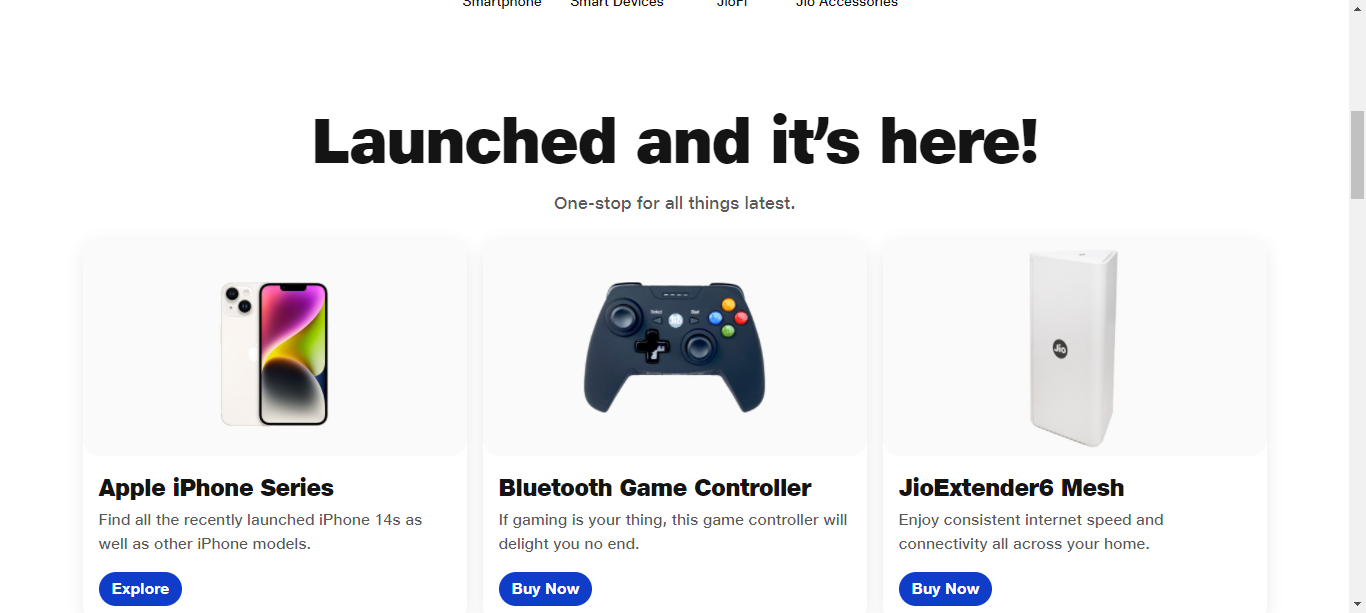 Smartphone Smart Devices JioFi Jio Accessories
Launched and it’s here!
One-stop for all things latest.
Select Start
Jio
Apple iPhone Series
Find all the recently launched iPhone 14s as
well as other iPhone models.
Explore
Bluetooth Game Controller
If gaming is your thing, this game controller will
delight you no end.
Buy Now
JioExtender6 Mesh
Enjoy consistent internet speed and
connectivity all across your home.
Buy Now